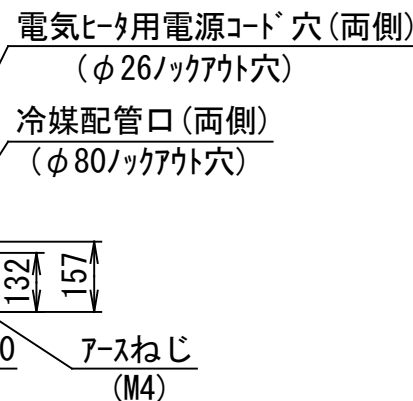 電気ﾋｰﾀ用電源ｺｰﾄﾞ穴(両側)
(φ26ﾉｯｸｱｳﾄ穴)
冷媒配管口(両側)
(φ80ﾉｯｸｱｳﾄ穴)
132
157
0
ｱｰｽねじ
(M4)